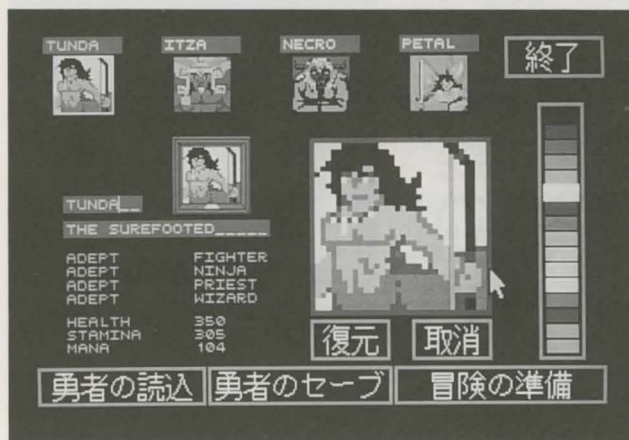 TUNDA ITZA NECRO PETAL
終了
TUNDA__
THE SUREFOOTED_____
ADEPT FIGHTER
ADEPT NINJA
ADEPT PRIEST
ADEPT WIZARD
HEALTH 350
STAMINA 305
MANA 104
復元 取消
勇者の読込 勇者のセーブ 冒険の準備